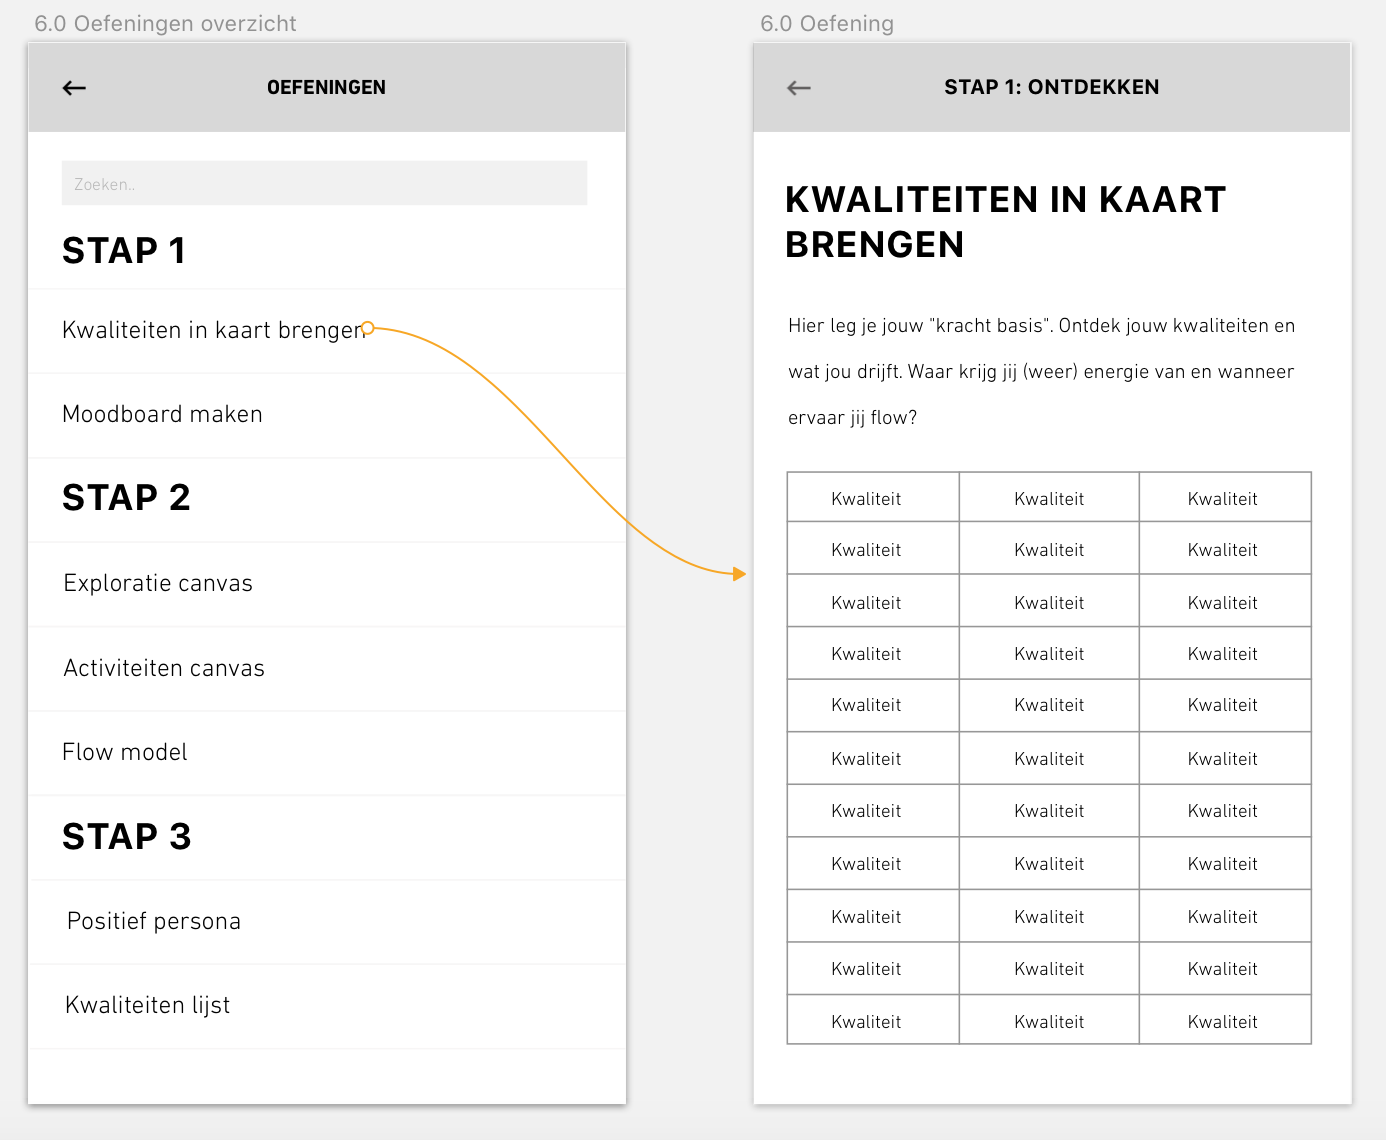 6.0 Oefeningen overzicht
OEFENINGEN
Zoeken..
STAP 1
Kwaliteiten in kaart brengen
Moodboard maken
STAP 2
Exploratie canvas
Activiteiten canvas
Flow model
STAP 3
Positief persona
Kwaliteiten lijst
6.0 Oefening
STAP 1: ONTDEKKEN
KWALITEITEN IN KAART
BRENGEN
Hier leg je jouw "kracht basis". Ontdek jouw kwaliteiten en
wat jou drijft. Waar krijg jij (weer) energie van en wanneer
ervaar jij flow?
Kwaliteit Kwaliteit Kwaliteit
Kwaliteit Kwaliteit Kwaliteit
Kwaliteit Kwaliteit Kwaliteit
Kwaliteit Kwaliteit Kwaliteit
Kwaliteit Kwaliteit Kwaliteit
Kwaliteit Kwaliteit Kwaliteit
Kwaliteit Kwaliteit Kwaliteit
Kwaliteit Kwaliteit Kwaliteit
Kwaliteit Kwaliteit Kwaliteit
Kwaliteit Kwaliteit Kwaliteit
Kwaliteit Kwaliteit Kwaliteit